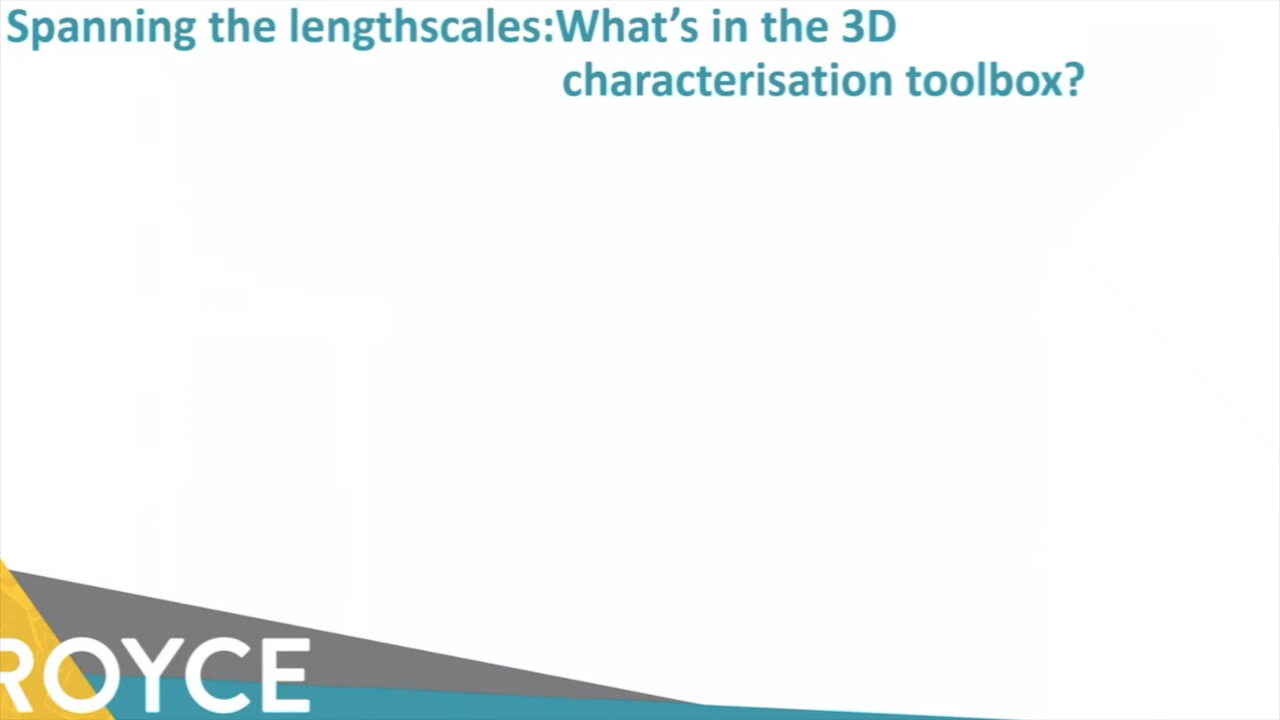 Spanning the lengthscales:What's in the 3D
characterisation toolbox?
ROYCE